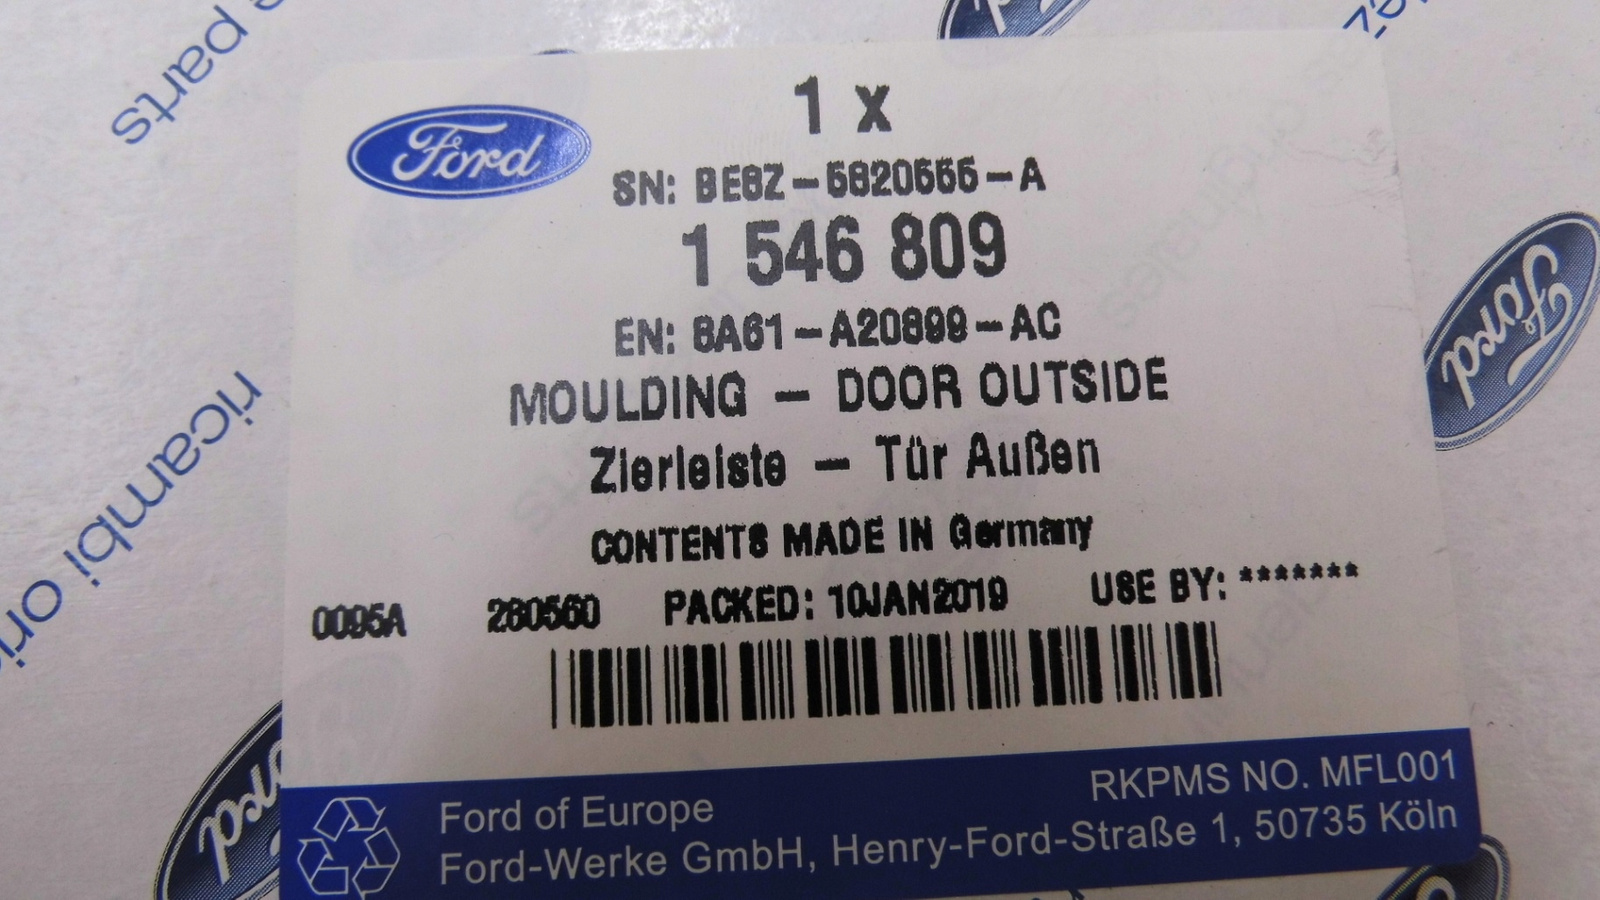 e parts
Ford
1 x
SN: BE8Z-5820555-A
1 546 809
EN: 8A61-A20899-AC
MOULDING - DOOR OUTSIDE
Zierleiste - Tür Außen
CONTENTS MADE IN Germany
0095A 280560 PACKED: 10JAN2019 USE BY: *******
RKPMS NO. MFL001
Ford of Europe
Ford-Werke GmbH, Henry-Ford-Straße 1, 50735 Köln
ricambi ori
Ford
Ford